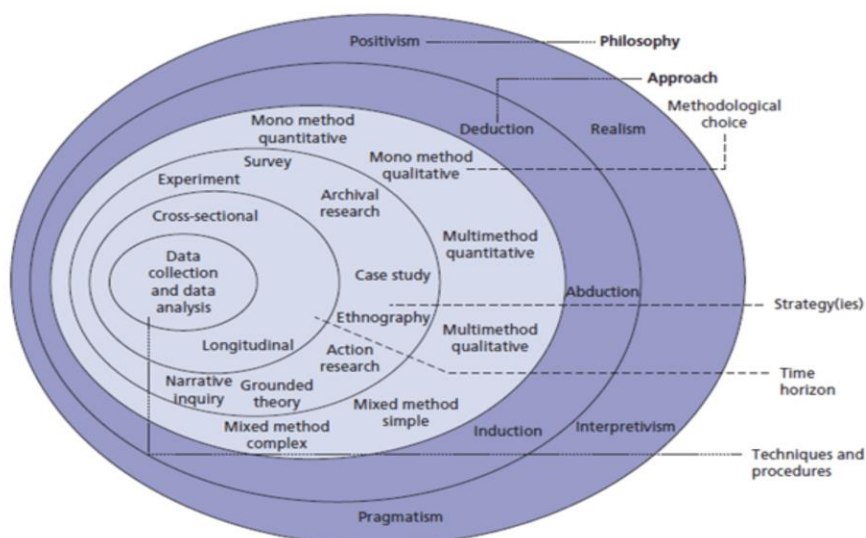 Positivism
Philosophy
Approach
Methodological
choice
Mono method
quantitative
Deduction
Realism
Survey
Mono method
qualitative
Experiment
Archival
research
Cross-sectional
Multimethod
quantitative
Data
collection
and data
analysis
Case study
Abduction
Strategy(ies)
Ethnography
Multimethod
qualitative
Longitudinal
Action
research
Time
horizon
Narrative
inquiry
Grounded
theory
Mixed method
simple
Mixed method
complex
Induction
Interpretivism
Techniques and
procedures
Pragmatism